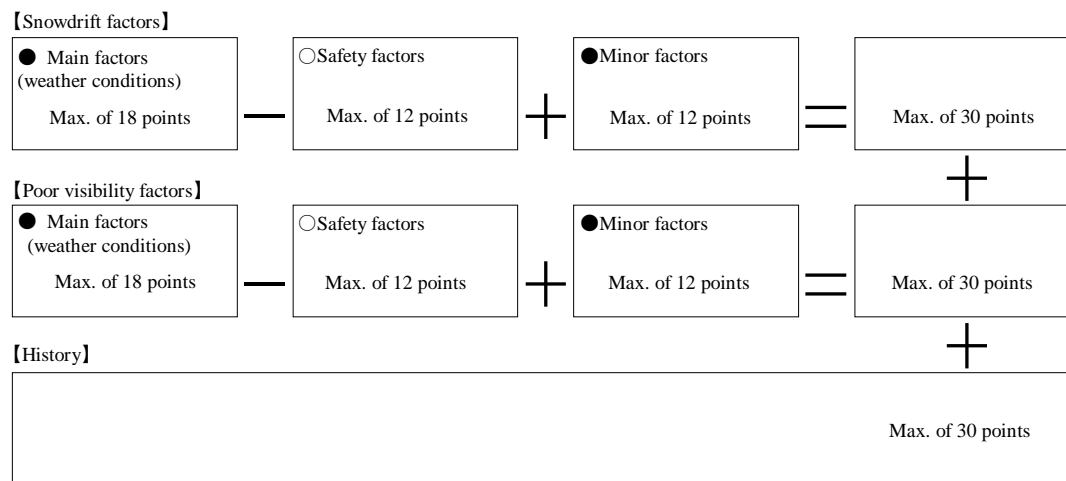 【Snowdrift factors】
● Main factors
(weather conditions)
Max. of 18 points
—
○Safety factors
Max. of 12 points
+
●Minor factors
Max. of 12 points
=
Max. of 30 points
+
【Poor visibility factors】
● Main factors
(weather conditions)
Max. of 18 points
—
○Safety factors
Max. of 12 points
+
●Minor factors
Max. of 12 points
=
Max. of 30 points
+
【History】
Max. of 30 points